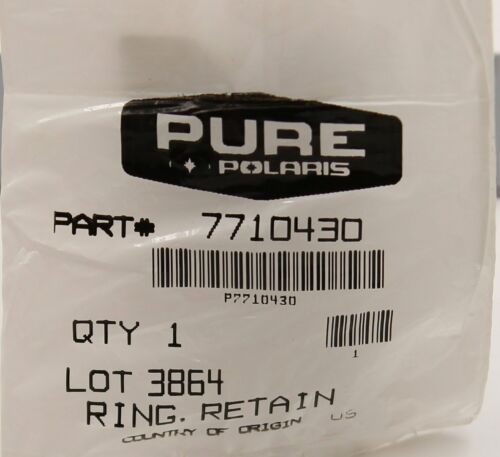 PURE
POLARIS
PART# 7710430
P7710430
QTY 1
1
LOT 3864
RING. RETAIN
COUNTRY OF ORIGIN US